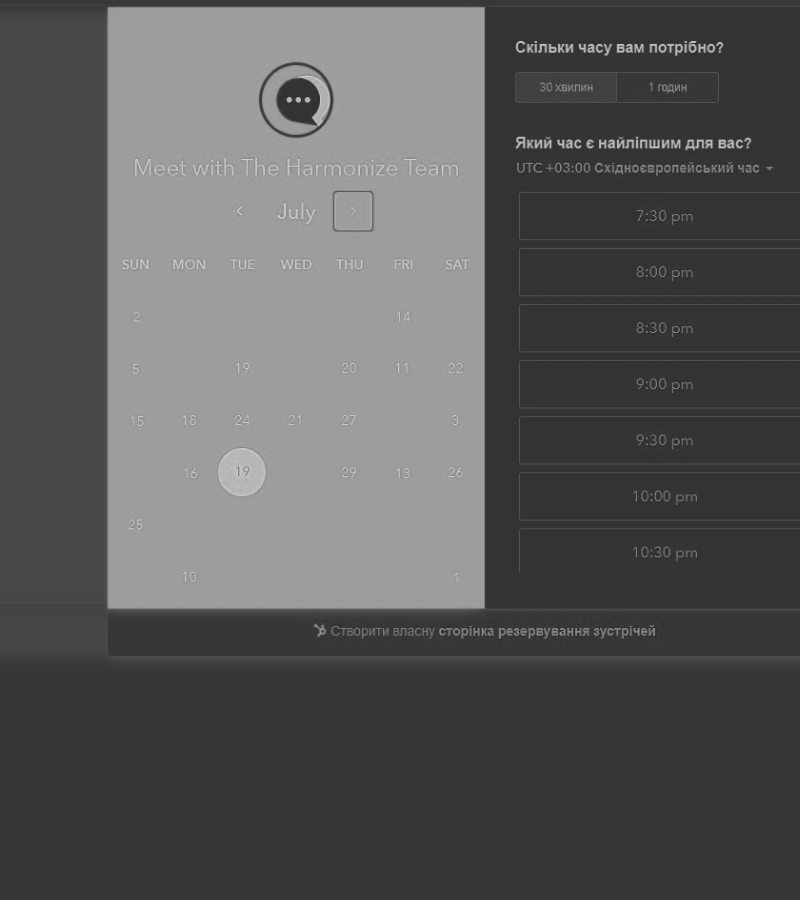 Meet with The Harmonize Team
July
SUN MON TUE WED THU FRI SAT
2 14
5 19 20 11 22
15 18 24 21 27 3
16 19 29 13 26
25
10 1
Скільки часу вам потрібно?
30 хвилин 1 годин
Який час є найліпшим для вас?
UTC +03:00 Східноєвропейський час
7:30 pm
8:00 pm
8:30 pm
9:00 pm
9:30 pm
10:00 pm
10:30 pm
Створити власну сторінка резервування зустрічей